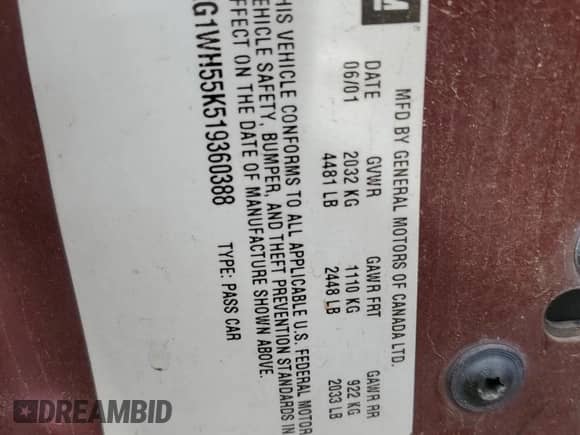 GM
MFD BY GENERAL MOTORS OF CANADA LTD.
DATE GVWR GAWR FRT GAWR RR
06/01 2032 KG 1110 KG 922 KG
4481 LB 2448 LB 2033 LB
THIS VEHICLE CONFORMS TO ALL APPLICABLE U.S. FEDERAL MOTOR
VEHICLE SAFETY, BUMPER, AND THEFT PREVENTION STANDARDS IN
EFFECT ON THE DATE OF MANUFACTURE SHOWN ABOVE.
G1WH55K519360388 TYPE: PASS CAR
DREAMBID